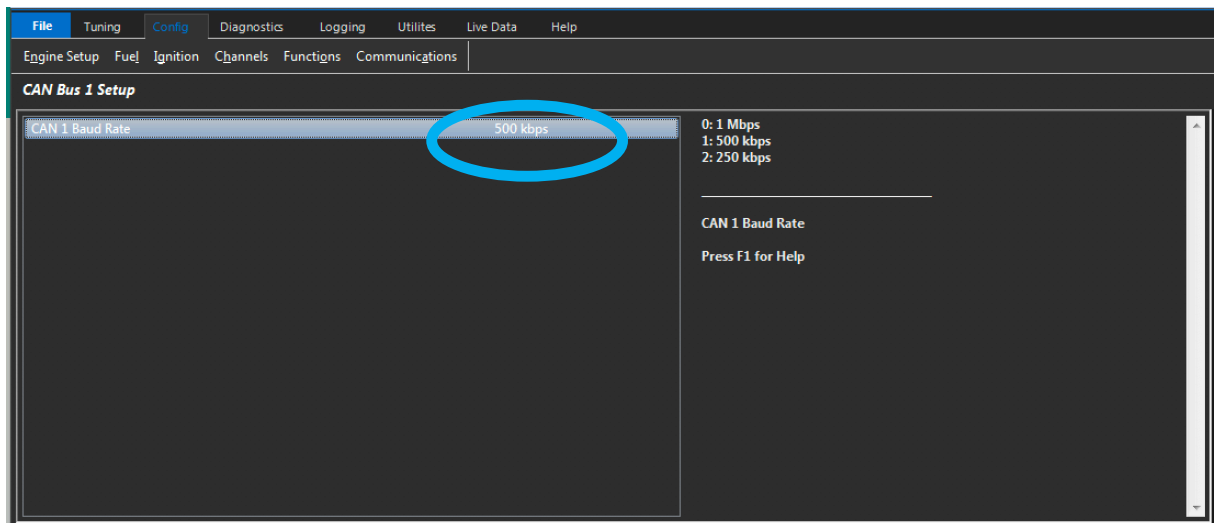 File Tuning Config Diagnostics Logging Utilites Live Data Help
Engine Setup Fuel Ignition Channels Functions Communications
CAN Bus 1 Setup
CAN 1 Baud Rate 500 kbps
0: 1 Mbps
1: 500 kbps
2: 250 kbps
CAN 1 Baud Rate
Press F1 for Help